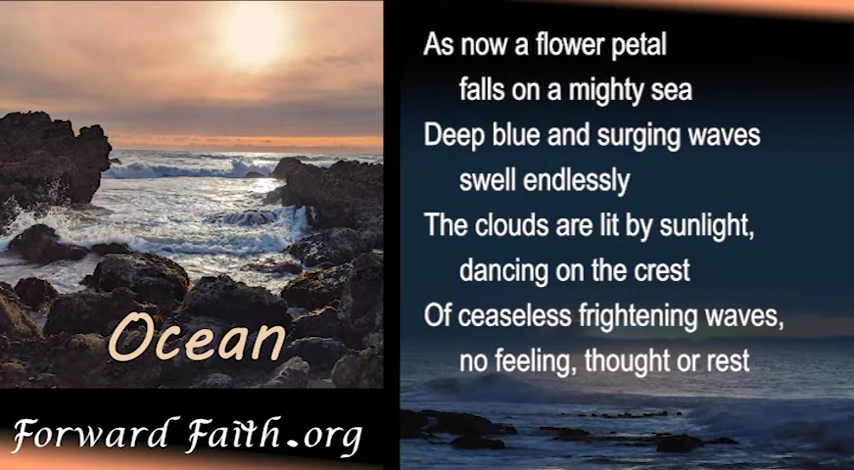 Ocean
Forward Faith.org
As now a flower petal
falls on a mighty sea
Deep blue and surging waves
swell endlessly
The clouds are lit by sunlight,
dancing on the crest
Of ceaseless frightening waves,
no feeling, thought or rest